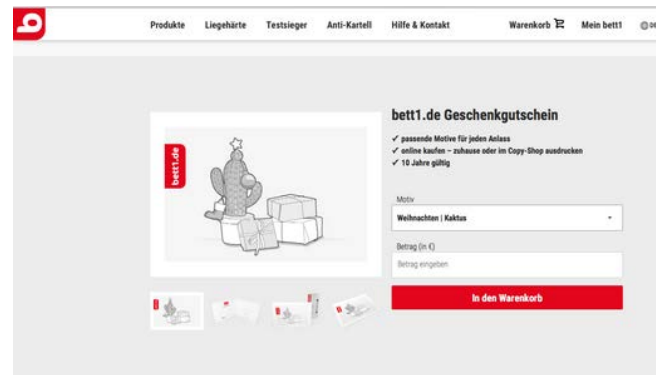 Produkte Liegehärte Testsieger Anti-Kartell Hilfe & Kontakt Warenkorb Mein bett1 DE
bett1.de
bett1.de Geschenkgutschein
✓ passende Motive für jeden Anlass
✓ online kaufen – zuhause oder im Copy-Shop ausdrucken
✓ 10 Jahre gültig
Motiv
Weihnachten | Kaktus
Betrag (in €)
Betrag eingeben
In den Warenkorb